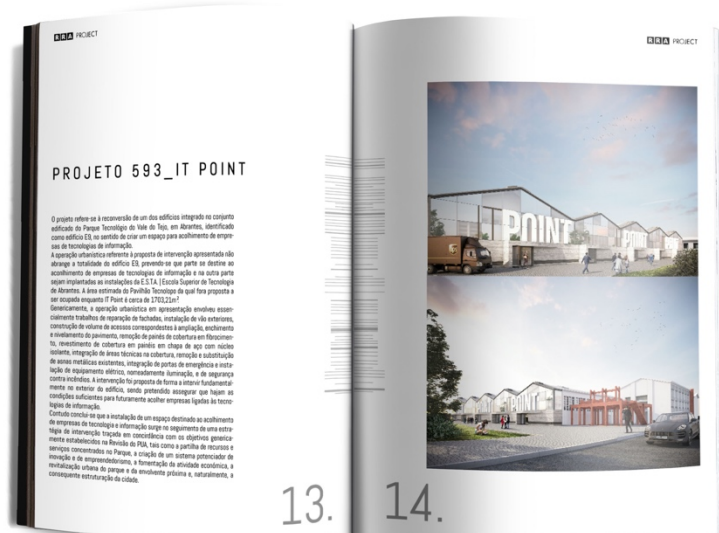 RRA PROJECT
PROJETO 593_IT POINT
O projeto refere-se à reconversão de um dos edifícios integrado no conjunto
edificado do Parque Tecnológico do Vale do Tejo, em Abrantes, identificado
como edifício E9, no sentido de criar um espaço para acolhimento de empre-
sas de tecnologias de informação.
A operação urbanística referente à proposta de intervenção apresentada não
abrange a totalidade do edifício E9, prevendo-se que parte se destine ao
acolhimento de empresas de tecnologias de informação e na outra parte
sejam implantadas as instalações da E.S.T.A. | Escola Superior de Tecnologia
de Abrantes. A área estimada do Pavilhão Tecnologo da qual fora proposta a
ser ocupada enquanto IT Point é cerca de 1703,21m².
Genericamente, a operação urbanística em apresentação envolveu essen-
cialmente trabalhos de reparação de fachadas, instalação de vãos exteriores,
construção de volume de acessos correspondestes à ampliação, enchimento
e nivelamento do pavimento, remoção de painéis de cobertura em fibrocimen-
to, revestimento de cobertura em painéis em chapa de aço com núcleo
isolante, integração de áreas técnicas na cobertura, remoção e substituição
de asnas metálicas existentes, integração de portas de emergência e insta-
lação de equipamento elétrico, nomeadamente iluminação, e de segurança
contra incêndios. A intervenção foi proposta de forma a intervir fundamental-
mente no exterior do edifício, sendo pretendido assegurar que hajam as
condições suficientes para futuramente acolher empresas ligadas às tecno-
logias de informação.
Contudo conclui-se que a instalação de um espaço destinado ao acolhimento
de empresas de tecnologia e informação surge no seguimento de uma estra-
tégia de intervenção traçada em concordância com os objetivos generica-
mente estabelecidos na Revisão do PUA, tais como a partilha de recursos e
serviços concentrados no Parque, a criação de um sistema potenciador de
inovação e de empreendedorismo, a fomentação da atividade económica, a
revitalização urbana do parque e da envolvente próxima e, naturalmente, a
consequente estruturação da cidade.
13.
RRA PROJECT
POINT
POINT
POINT
14.